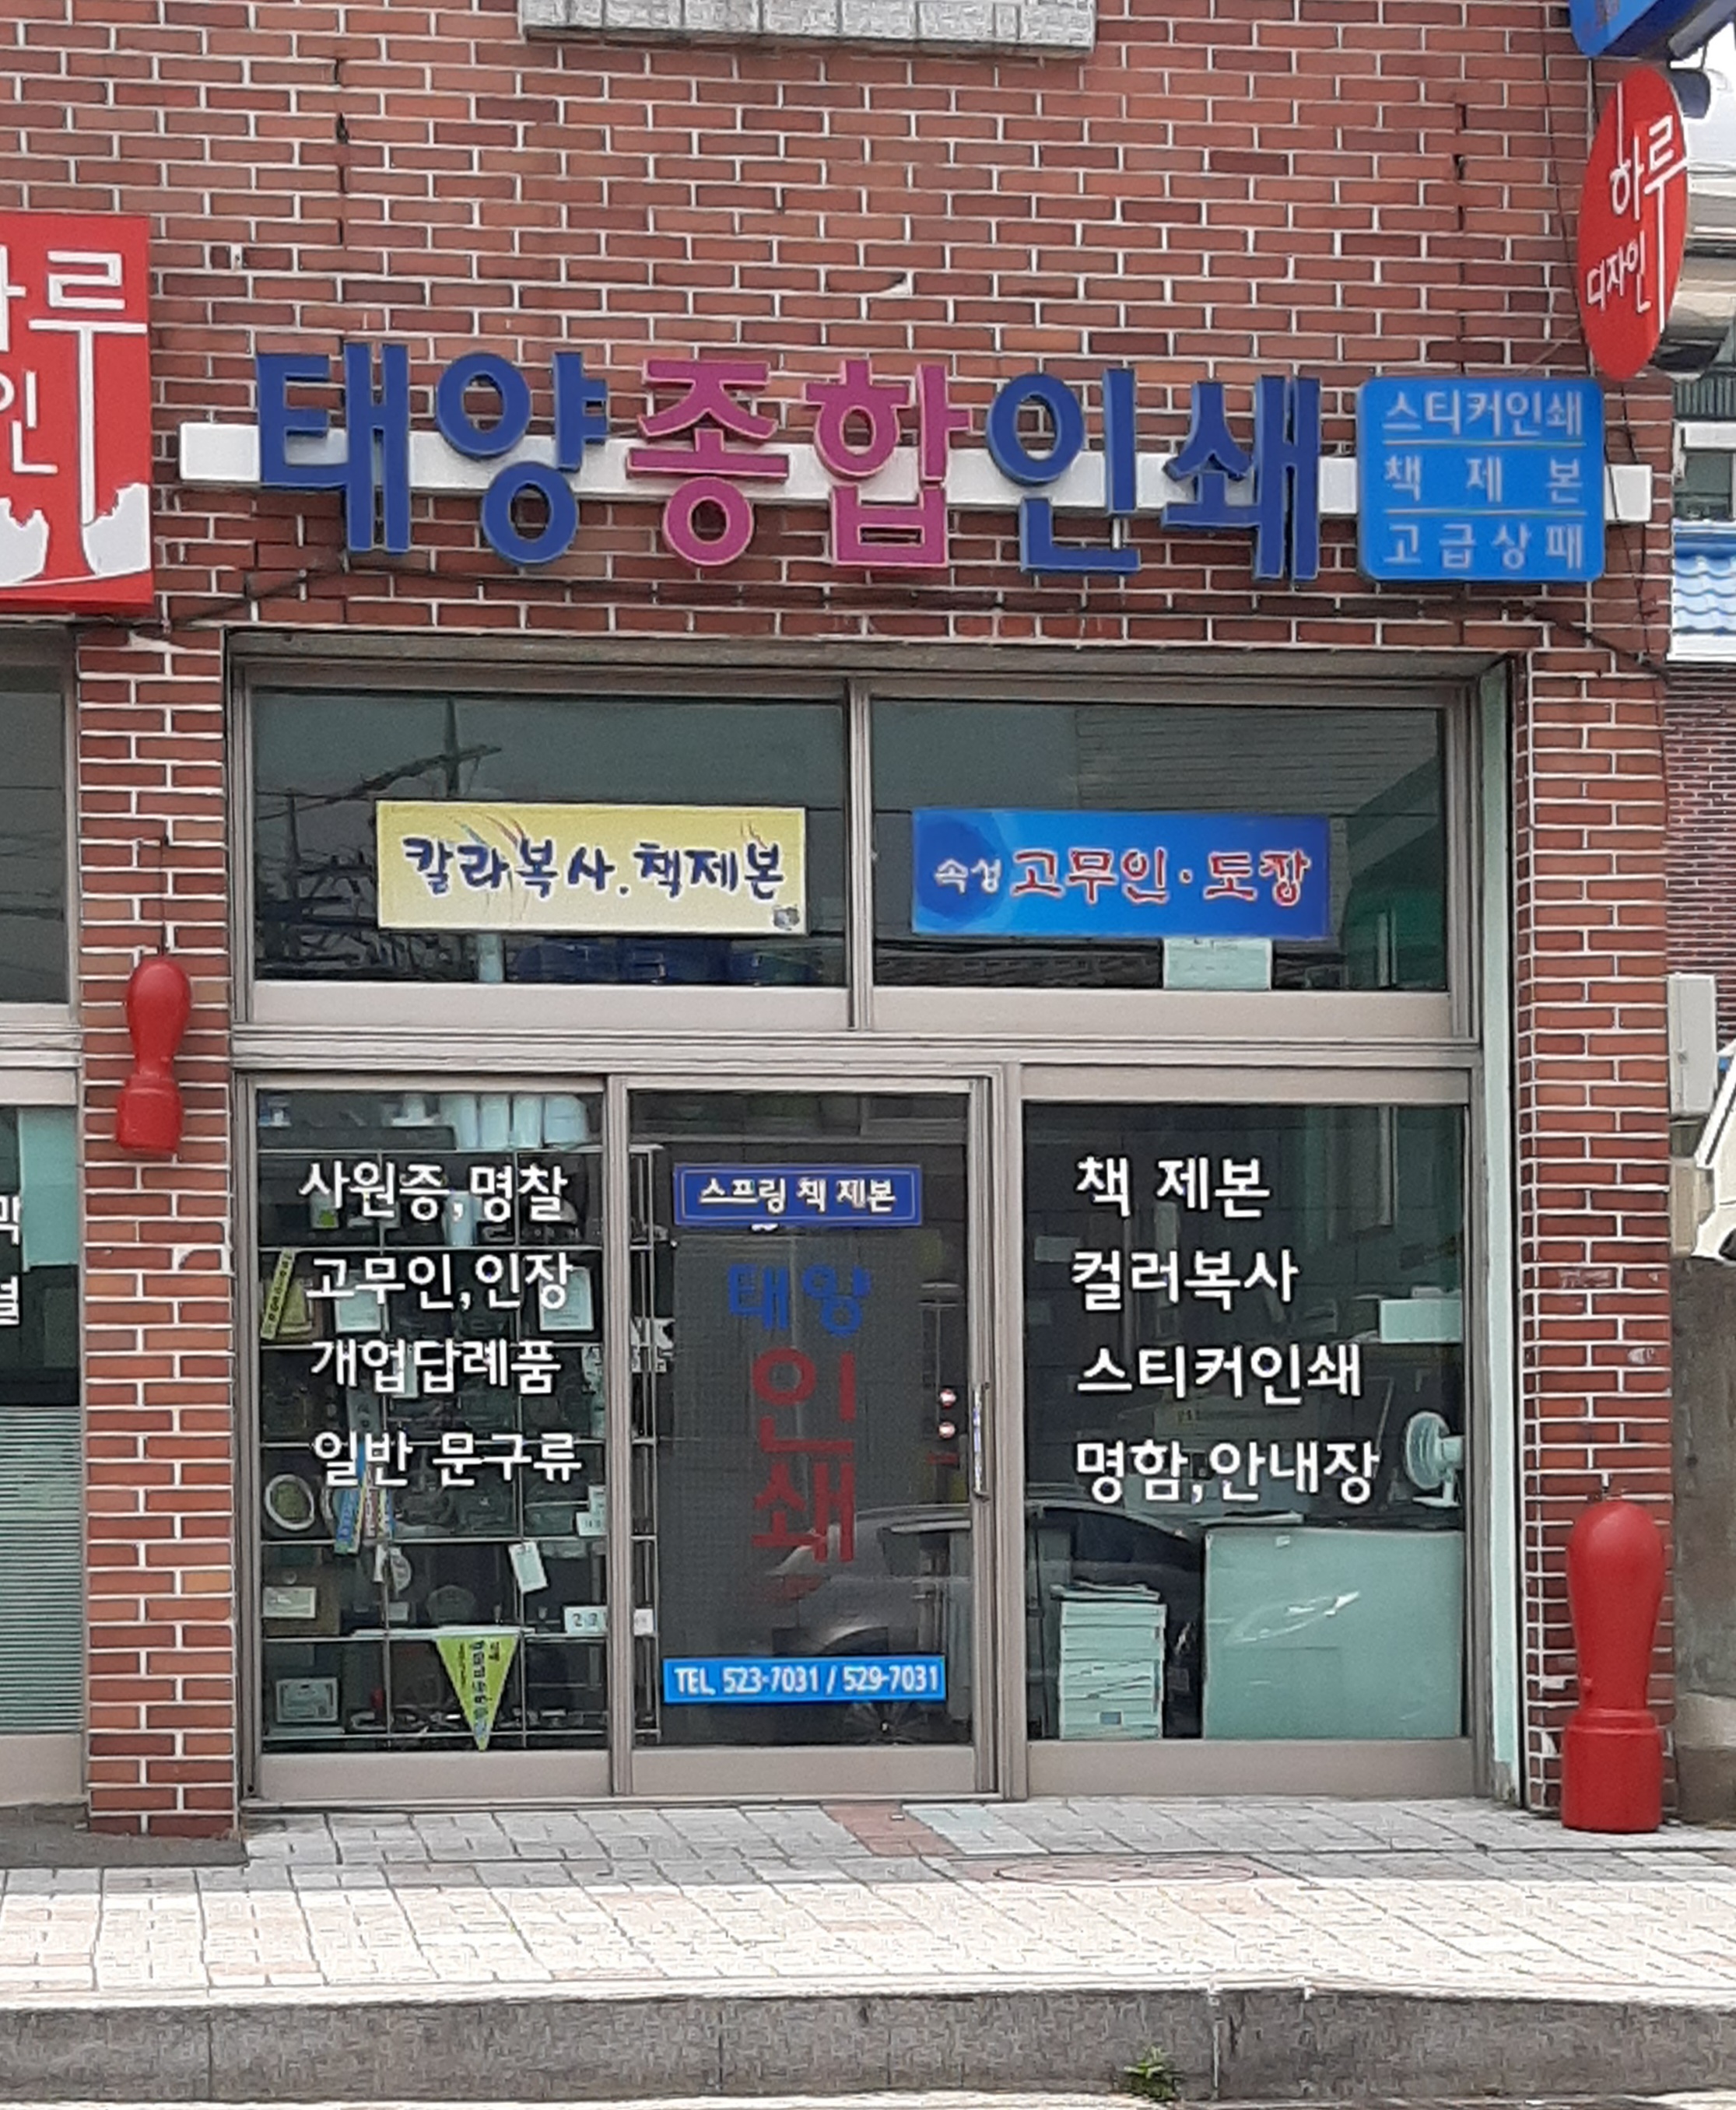 하루
디자인
루
인
태양종합인쇄
스티커인쇄
책 제 본
고급상패
칼라복사.책제본
속성 고무인·도장
사원증,명찰
고무인,인장
개업답례품
일반 문구류
스프링 책 제본
태양
인
쇄
TEL. 523-7031 / 529-7031
책 제본
컬러복사
스티커인쇄
명함,안내장